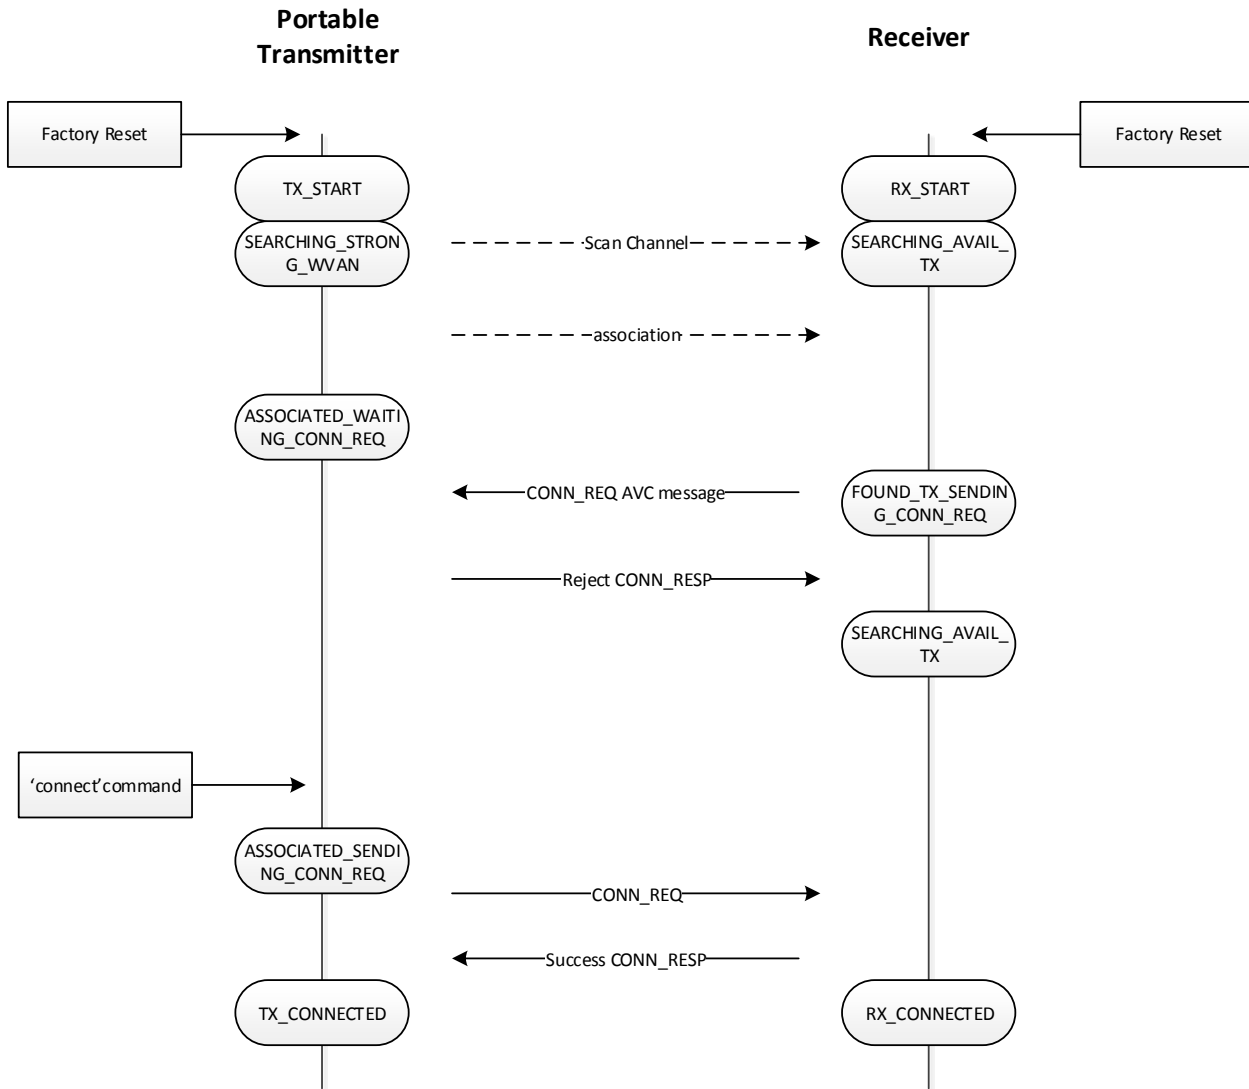 Portable
Transmitter
Receiver
Factory Reset
Factory Reset
TX_START
RX_START
SEARCHING_STRON
G_WVAN
Scan Channel
SEARCHING_AVAIL_
TX
association
ASSOCIATED_WAITI
NG_CONN_REQ
CONN_REQ AVC message
FOUND_TX_SENDIN
G_CONN_REQ
Reject CONN_RESP
SEARCHING_AVAIL_
TX
‘connect’command
ASSOCIATED_SENDI
NG_CONN_REQ
CONN_REQ
Success CONN_RESP
TX_CONNECTED
RX_CONNECTED